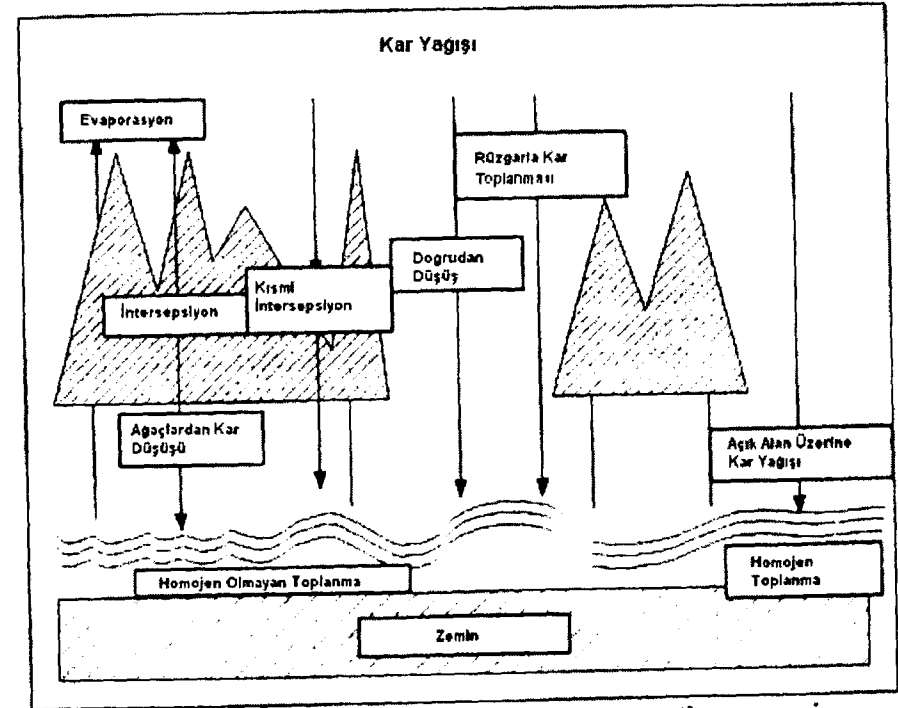 Kar Yağışı
Evaporasyon
Rüzgarla Kar
Toplanması
Doğrudan
Düşüş
Kısmi
İntersepsiyon
İntersepsiyon
Ağaçlardan Kar
Düşüşü
Açık Alan Üzerine
Kar Yağışı
Homojen
Toplanma
Homojen Olmayan Toplanma
Zemin